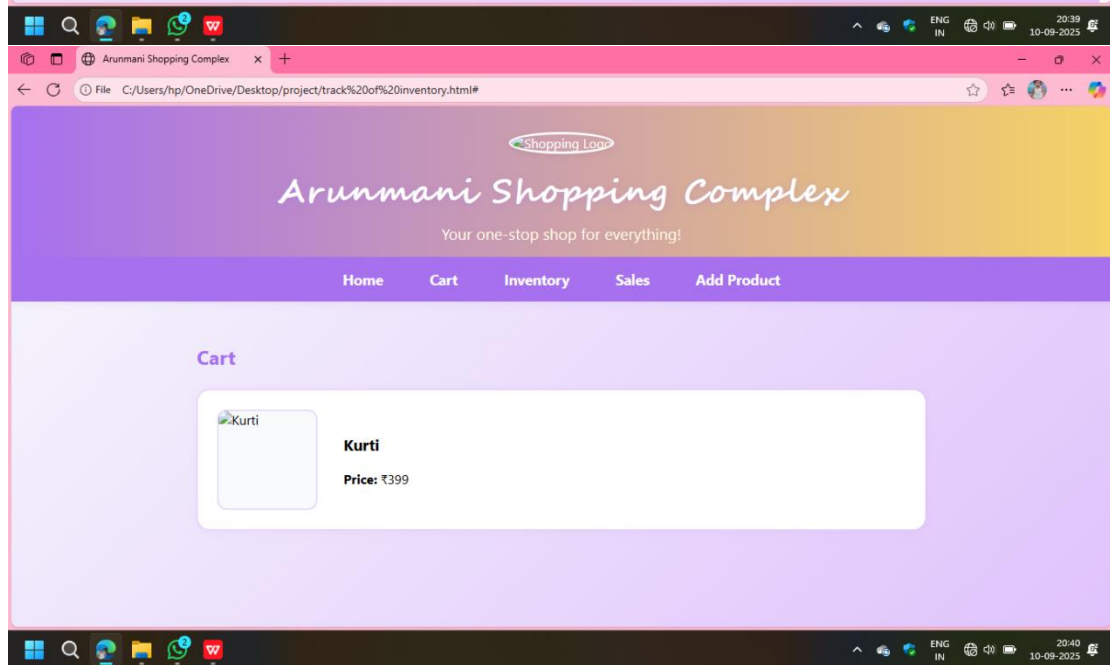 ENG 20:39
IN 10-09-2025
Arunmani Shopping Complex
File C:/Users/hp/OneDrive/Desktop/project/track%20of%20inventory.html#
Shopping Logo
Arunmani Shopping Complex
Your one-stop shop for everything!
Home Cart Inventory Sales Add Product
Cart
Kurti
Kurti
Price: ₹399
2
W
ENG 20:40
IN 10-09-2025